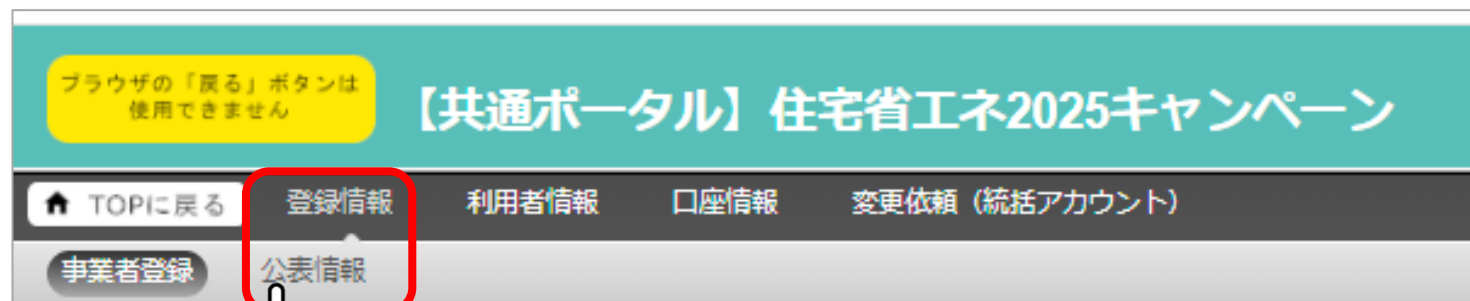 ブラウザの「戻る」ボタンは
使用できません
【共通ポータル】住宅省エネ2025キャンペーン
TOPに戻る 登録情報 利用者情報 口座情報 変更依頼（統括アカウント）
事業者登録 公表情報